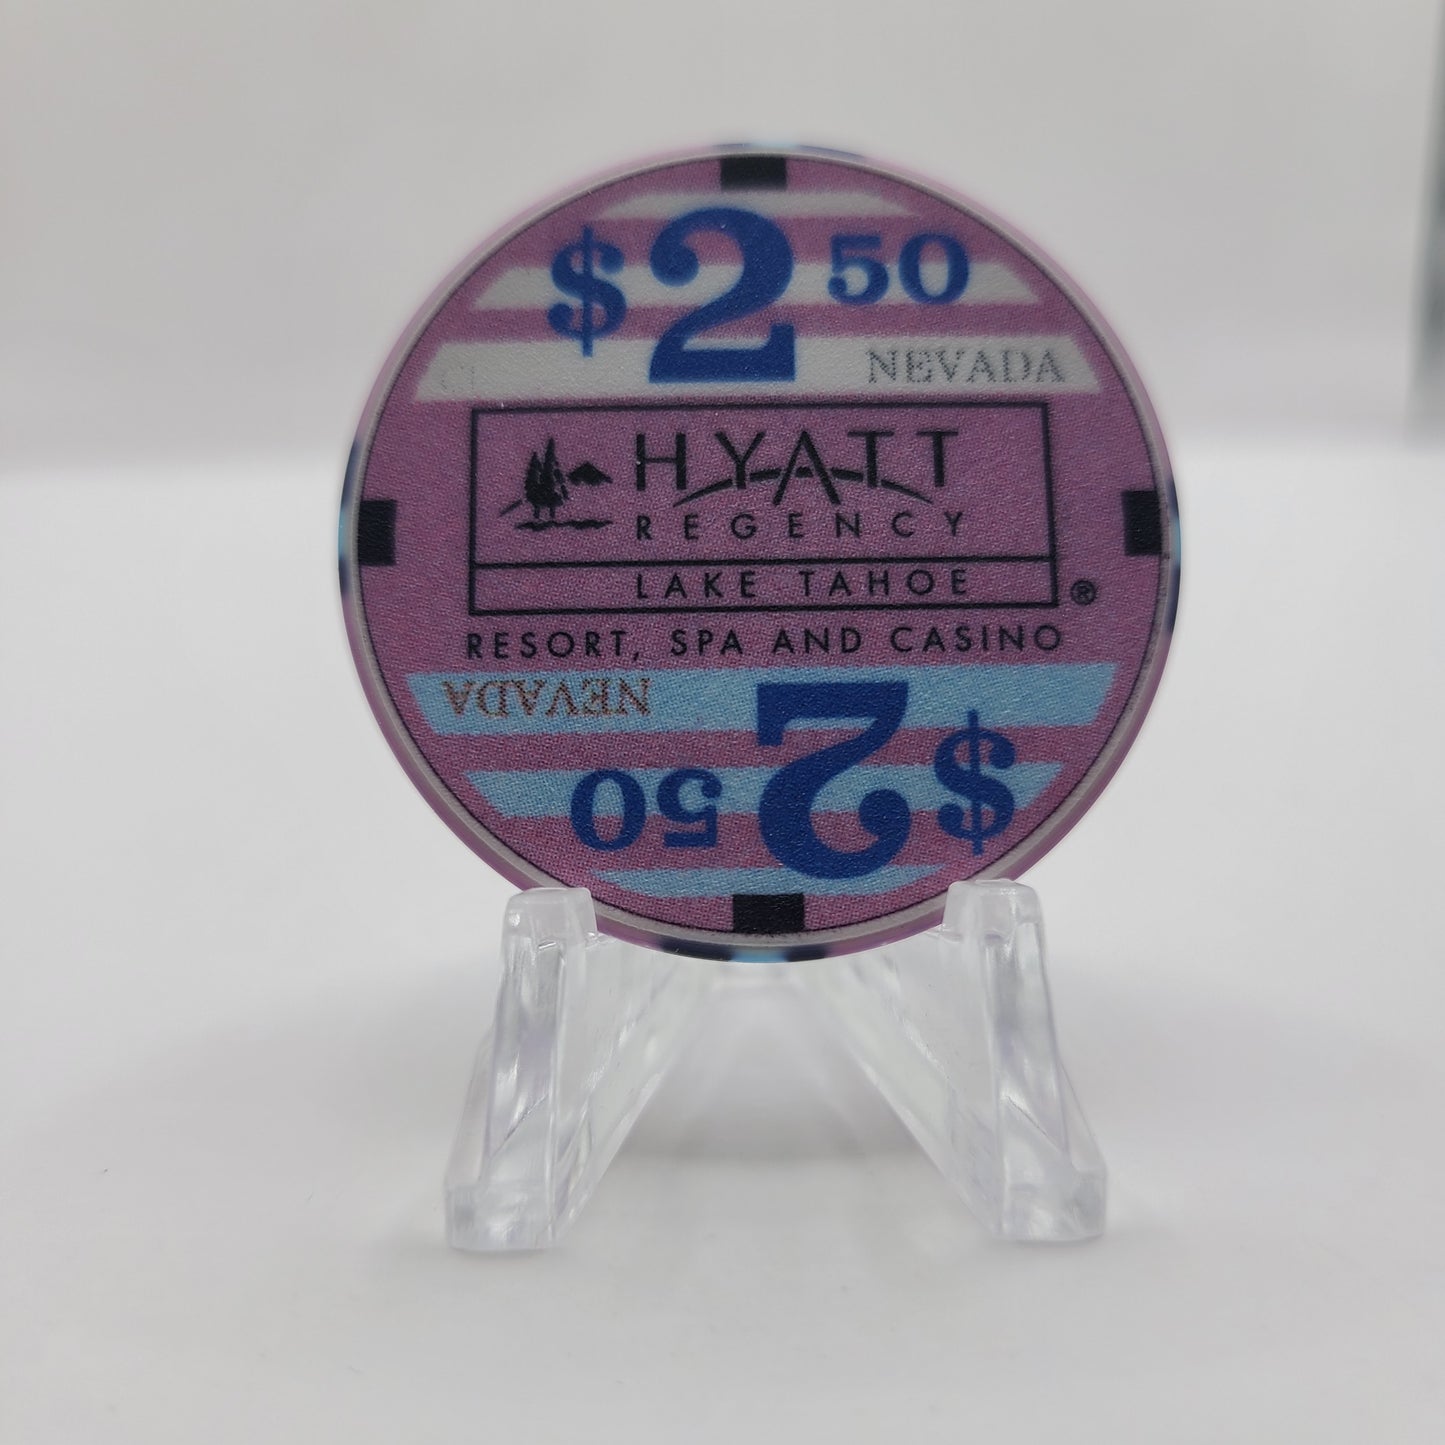 $2 50
NEVADA
HYATT
REGENCY
LAKE TAHOE ®
RESORT, SPA AND CASINO
NEVADA
$2 50